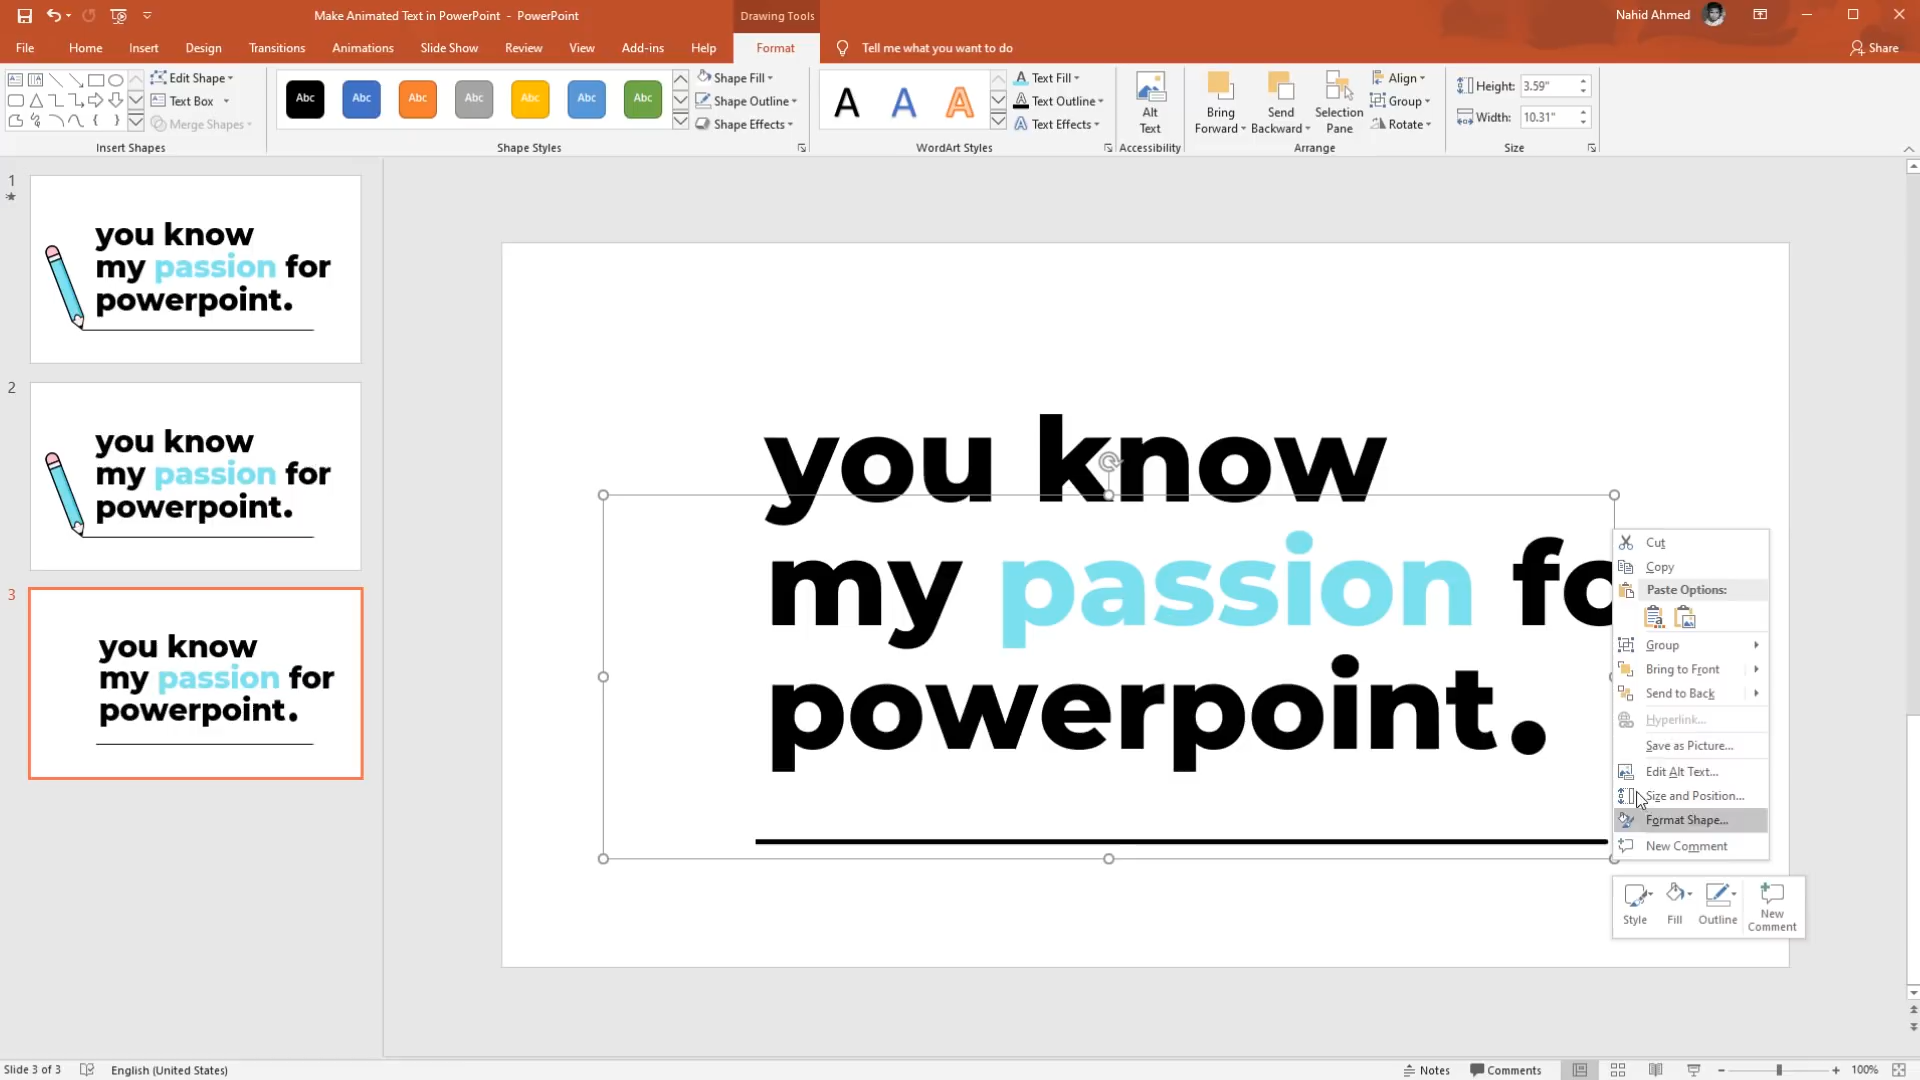 Make Animated Text in PowerPoint - PowerPoint
Drawing Tools
Nahid Ahmed
File
Home
Insert
Design
Transitions
Animations
Slide Show
Review
View
Add-ins
Help
Format
Tell me what you want to do
Share
Edit Shape
Text Box
Merge Shapes
Insert Shapes
Abc
Abc
Abc
Abc
Abc
Abc
Abc
Shape Fill
Shape Outline
Shape Effects
Shape Styles
A
A
A
Text Fill
Text Outline
Text Effects
WordArt Styles
Alt
Text
Accessibility
Bring
Forward
Send
Backward
Selection
Pane
Align
Group
Rotate
Arrange
Height: 3.59"
Width: 10.31"
Size
1
you know
my passion for
powerpoint.
2
you know
my passion for
powerpoint.
3
you know
my passion for
powerpoint.
you know
my passion fo
powerpoint.
Cut
Copy
Paste Options:
Group
Bring to Front
Send to Back
Hyperlink...
Save as Picture...
Edit Alt Text...
Size and Position...
Format Shape...
New Comment
Style
Fill
Outline
New
Comment
Slide 3 of 3
English (United States)
Notes
Comments
100%